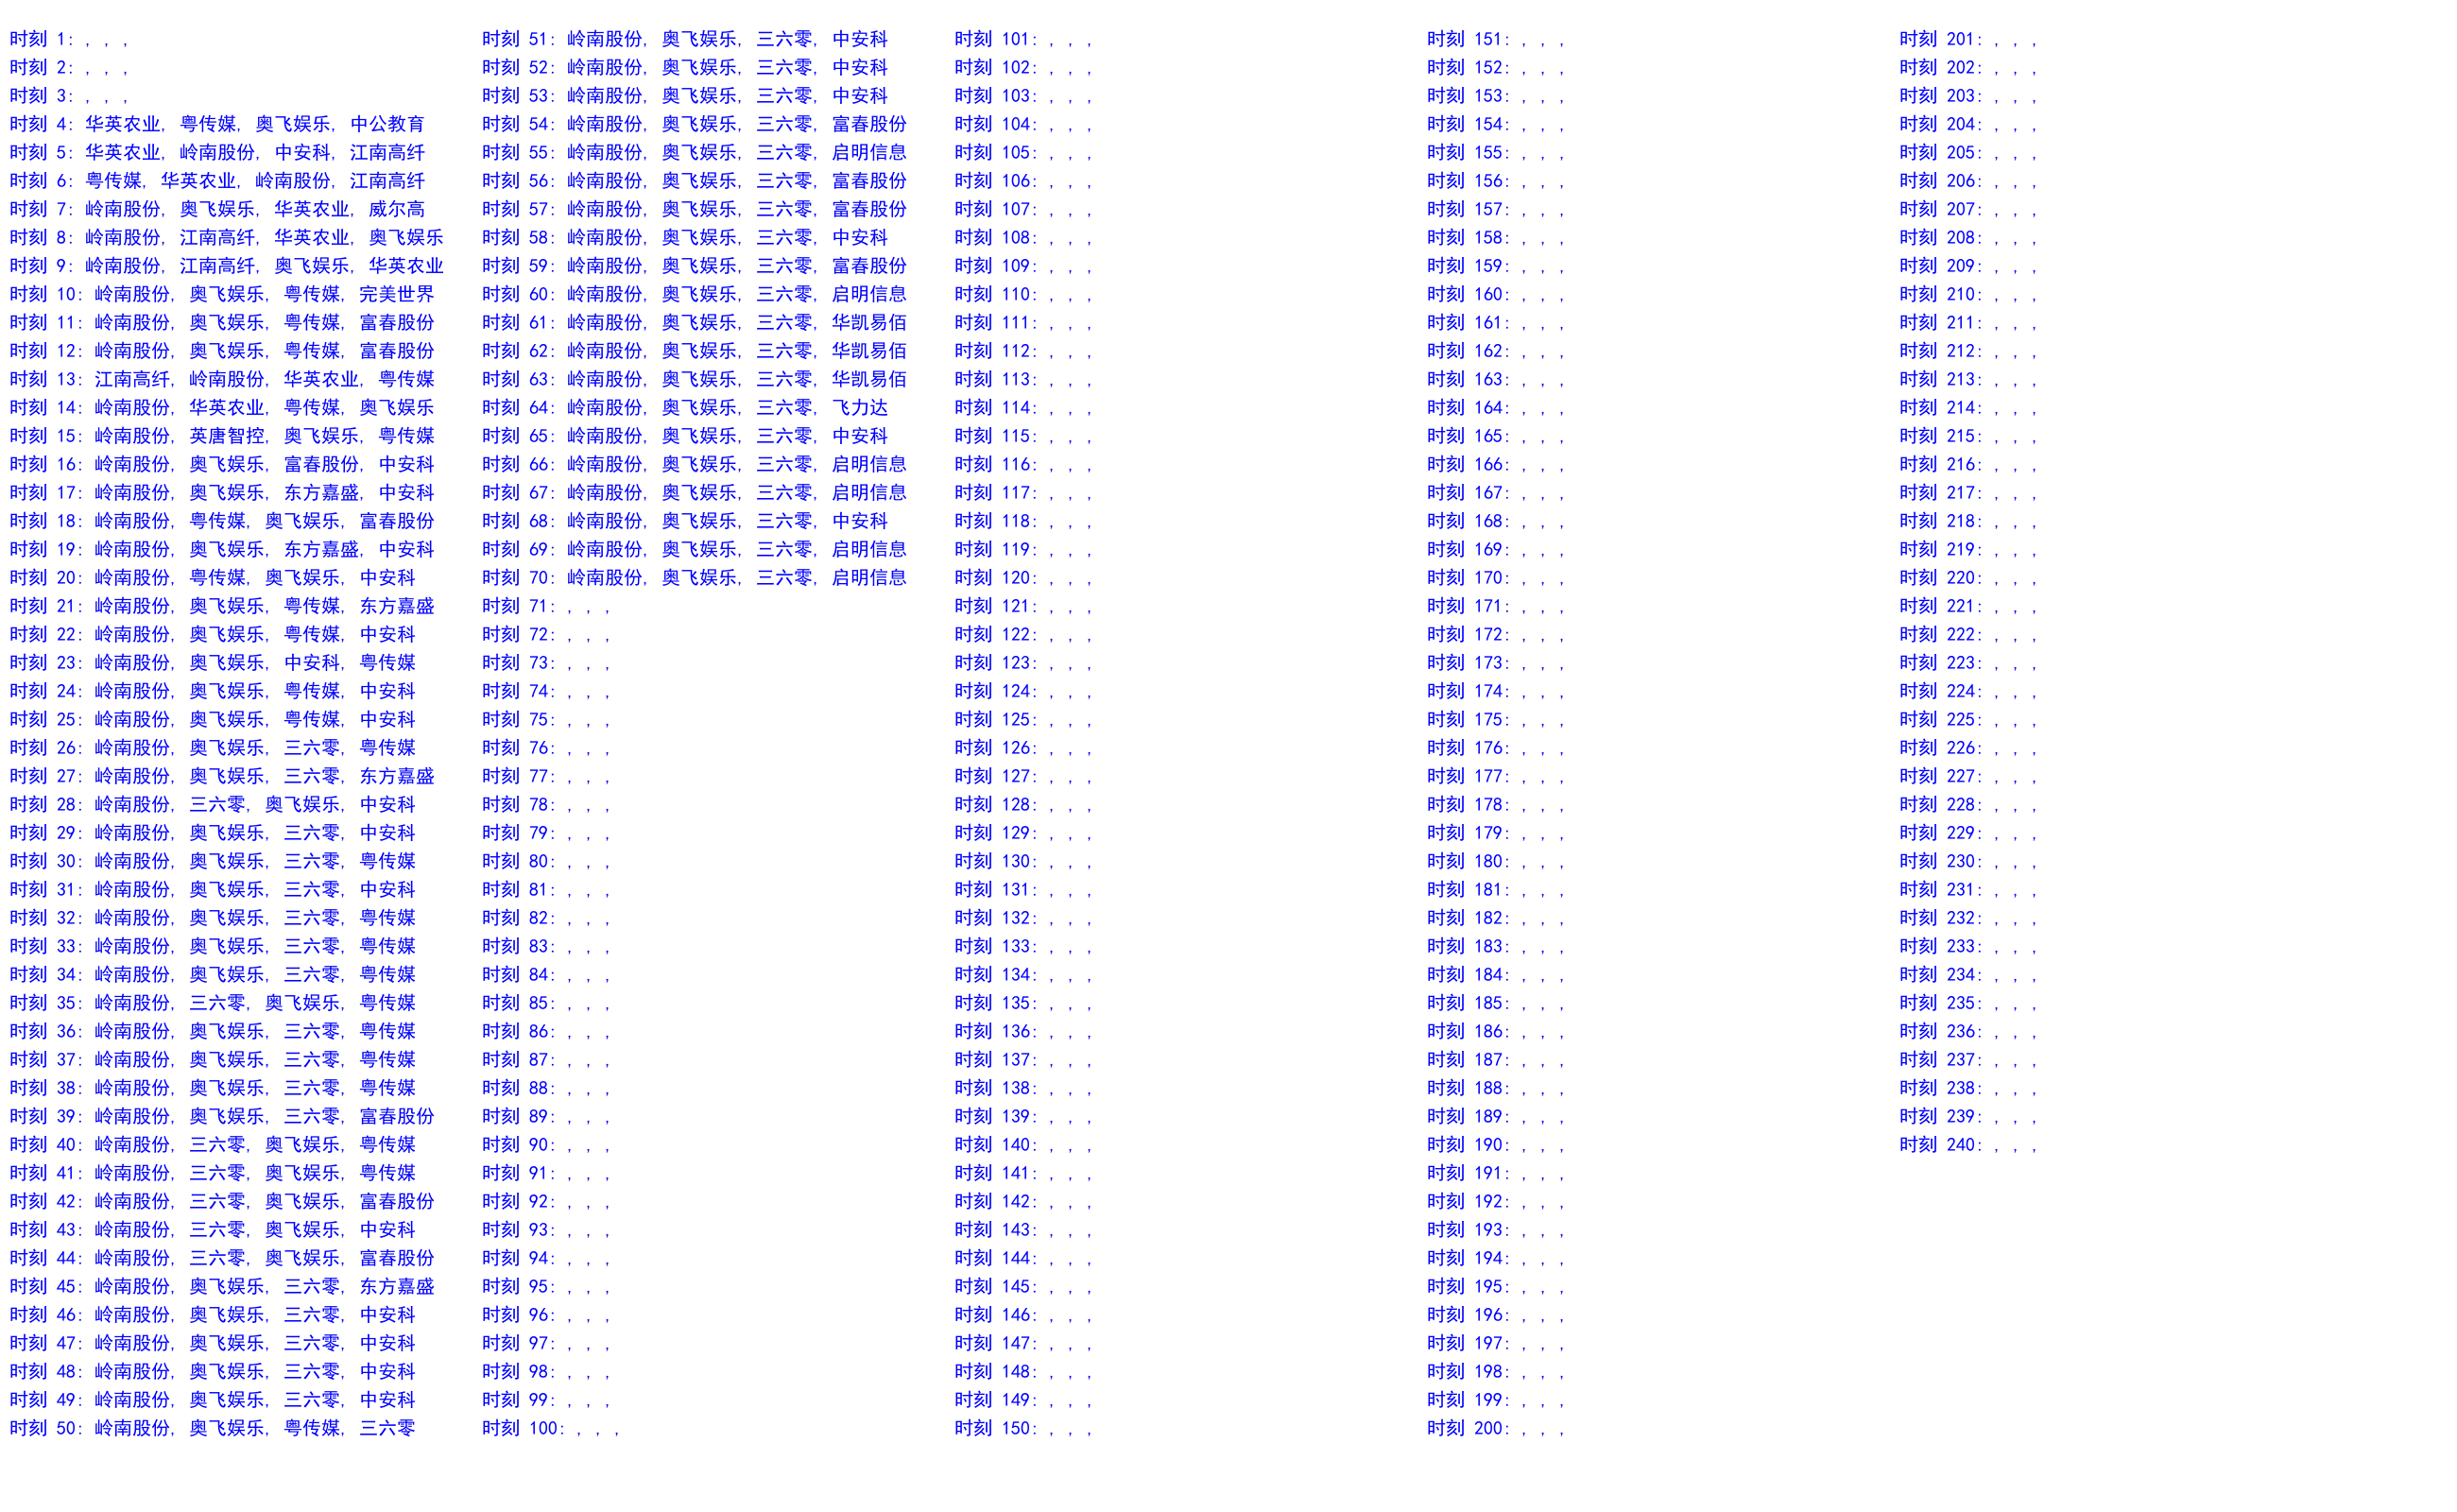 时刻 1: , , ,
时刻 2: , , ,
时刻 3: , , ,
时刻 4: 华英农业, 粤传媒, 奥飞娱乐, 中公教育
时刻 5: 华英农业, 岭南股份, 中安科, 江南高纤
时刻 6: 粤传媒, 华英农业, 岭南股份, 江南高纤
时刻 7: 岭南股份, 奥飞娱乐, 华英农业, 威尔高
时刻 8: 岭南股份, 江南高纤, 华英农业, 奥飞娱乐
时刻 9: 岭南股份, 江南高纤, 奥飞娱乐, 华英农业
时刻 10: 岭南股份, 奥飞娱乐, 粤传媒, 完美世界
时刻 11: 岭南股份, 奥飞娱乐, 粤传媒, 富春股份
时刻 12: 岭南股份, 奥飞娱乐, 粤传媒, 富春股份
时刻 13: 江南高纤, 岭南股份, 华英农业, 粤传媒
时刻 14: 岭南股份, 华英农业, 粤传媒, 奥飞娱乐
时刻 15: 岭南股份, 英唐智控, 奥飞娱乐, 粤传媒
时刻 16: 岭南股份, 奥飞娱乐, 富春股份, 中安科
时刻 17: 岭南股份, 奥飞娱乐, 东方嘉盛, 中安科
时刻 18: 岭南股份, 粤传媒, 奥飞娱乐, 富春股份
时刻 19: 岭南股份, 奥飞娱乐, 东方嘉盛, 中安科
时刻 20: 岭南股份, 粤传媒, 奥飞娱乐, 中安科
时刻 21: 岭南股份, 奥飞娱乐, 粤传媒, 东方嘉盛
时刻 22: 岭南股份, 奥飞娱乐, 粤传媒, 中安科
时刻 23: 岭南股份, 奥飞娱乐, 中安科, 粤传媒
时刻 24: 岭南股份, 奥飞娱乐, 粤传媒, 中安科
时刻 25: 岭南股份, 奥飞娱乐, 粤传媒, 中安科
时刻 26: 岭南股份, 奥飞娱乐, 三六零, 粤传媒
时刻 27: 岭南股份, 奥飞娱乐, 三六零, 东方嘉盛
时刻 28: 岭南股份, 三六零, 奥飞娱乐, 中安科
时刻 29: 岭南股份, 奥飞娱乐, 三六零, 中安科
时刻 30: 岭南股份, 奥飞娱乐, 三六零, 粤传媒
时刻 31: 岭南股份, 奥飞娱乐, 三六零, 中安科
时刻 32: 岭南股份, 奥飞娱乐, 三六零, 粤传媒
时刻 33: 岭南股份, 奥飞娱乐, 三六零, 粤传媒
时刻 34: 岭南股份, 奥飞娱乐, 三六零, 粤传媒
时刻 35: 岭南股份, 三六零, 奥飞娱乐, 粤传媒
时刻 36: 岭南股份, 奥飞娱乐, 三六零, 粤传媒
时刻 37: 岭南股份, 奥飞娱乐, 三六零, 粤传媒
时刻 38: 岭南股份, 奥飞娱乐, 三六零, 粤传媒
时刻 39: 岭南股份, 奥飞娱乐, 三六零, 富春股份
时刻 40: 岭南股份, 三六零, 奥飞娱乐, 粤传媒
时刻 41: 岭南股份, 三六零, 奥飞娱乐, 粤传媒
时刻 42: 岭南股份, 三六零, 奥飞娱乐, 富春股份
时刻 43: 岭南股份, 三六零, 奥飞娱乐, 中安科
时刻 44: 岭南股份, 三六零, 奥飞娱乐, 富春股份
时刻 45: 岭南股份, 奥飞娱乐, 三六零, 东方嘉盛
时刻 46: 岭南股份, 奥飞娱乐, 三六零, 中安科
时刻 47: 岭南股份, 奥飞娱乐, 三六零, 中安科
时刻 48: 岭南股份, 奥飞娱乐, 三六零, 中安科
时刻 49: 岭南股份, 奥飞娱乐, 三六零, 中安科
时刻 50: 岭南股份, 奥飞娱乐, 粤传媒, 三六零
时刻 51: 岭南股份, 奥飞娱乐, 三六零, 中安科
时刻 52: 岭南股份, 奥飞娱乐, 三六零, 中安科
时刻 53: 岭南股份, 奥飞娱乐, 三六零, 中安科
时刻 54: 岭南股份, 奥飞娱乐, 三六零, 富春股份
时刻 55: 岭南股份, 奥飞娱乐, 三六零, 启明信息
时刻 56: 岭南股份, 奥飞娱乐, 三六零, 富春股份
时刻 57: 岭南股份, 奥飞娱乐, 三六零, 富春股份
时刻 58: 岭南股份, 奥飞娱乐, 三六零, 中安科
时刻 59: 岭南股份, 奥飞娱乐, 三六零, 富春股份
时刻 60: 岭南股份, 奥飞娱乐, 三六零, 启明信息
时刻 61: 岭南股份, 奥飞娱乐, 三六零, 华凯易佰
时刻 62: 岭南股份, 奥飞娱乐, 三六零, 华凯易佰
时刻 63: 岭南股份, 奥飞娱乐, 三六零, 华凯易佰
时刻 64: 岭南股份, 奥飞娱乐, 三六零, 飞力达
时刻 65: 岭南股份, 奥飞娱乐, 三六零, 中安科
时刻 66: 岭南股份, 奥飞娱乐, 三六零, 启明信息
时刻 67: 岭南股份, 奥飞娱乐, 三六零, 启明信息
时刻 68: 岭南股份, 奥飞娱乐, 三六零, 中安科
时刻 69: 岭南股份, 奥飞娱乐, 三六零, 启明信息
时刻 70: 岭南股份, 奥飞娱乐, 三六零, 启明信息
时刻 71: , , ,
时刻 72: , , ,
时刻 73: , , ,
时刻 74: , , ,
时刻 75: , , ,
时刻 76: , , ,
时刻 77: , , ,
时刻 78: , , ,
时刻 79: , , ,
时刻 80: , , ,
时刻 81: , , ,
时刻 82: , , ,
时刻 83: , , ,
时刻 84: , , ,
时刻 85: , , ,
时刻 86: , , ,
时刻 87: , , ,
时刻 88: , , ,
时刻 89: , , ,
时刻 90: , , ,
时刻 91: , , ,
时刻 92: , , ,
时刻 93: , , ,
时刻 94: , , ,
时刻 95: , , ,
时刻 96: , , ,
时刻 97: , , ,
时刻 98: , , ,
时刻 99: , , ,
时刻 100: , , ,
时刻 101: , , ,
时刻 102: , , ,
时刻 103: , , ,
时刻 104: , , ,
时刻 105: , , ,
时刻 106: , , ,
时刻 107: , , ,
时刻 108: , , ,
时刻 109: , , ,
时刻 110: , , ,
时刻 111: , , ,
时刻 112: , , ,
时刻 113: , , ,
时刻 114: , , ,
时刻 115: , , ,
时刻 116: , , ,
时刻 117: , , ,
时刻 118: , , ,
时刻 119: , , ,
时刻 120: , , ,
时刻 121: , , ,
时刻 122: , , ,
时刻 123: , , ,
时刻 124: , , ,
时刻 125: , , ,
时刻 126: , , ,
时刻 127: , , ,
时刻 128: , , ,
时刻 129: , , ,
时刻 130: , , ,
时刻 131: , , ,
时刻 132: , , ,
时刻 133: , , ,
时刻 134: , , ,
时刻 135: , , ,
时刻 136: , , ,
时刻 137: , , ,
时刻 138: , , ,
时刻 139: , , ,
时刻 140: , , ,
时刻 141: , , ,
时刻 142: , , ,
时刻 143: , , ,
时刻 144: , , ,
时刻 145: , , ,
时刻 146: , , ,
时刻 147: , , ,
时刻 148: , , ,
时刻 149: , , ,
时刻 150: , , ,
时刻 151: , , ,
时刻 152: , , ,
时刻 153: , , ,
时刻 154: , , ,
时刻 155: , , ,
时刻 156: , , ,
时刻 157: , , ,
时刻 158: , , ,
时刻 159: , , ,
时刻 160: , , ,
时刻 161: , , ,
时刻 162: , , ,
时刻 163: , , ,
时刻 164: , , ,
时刻 165: , , ,
时刻 166: , , ,
时刻 167: , , ,
时刻 168: , , ,
时刻 169: , , ,
时刻 170: , , ,
时刻 171: , , ,
时刻 172: , , ,
时刻 173: , , ,
时刻 174: , , ,
时刻 175: , , ,
时刻 176: , , ,
时刻 177: , , ,
时刻 178: , , ,
时刻 179: , , ,
时刻 180: , , ,
时刻 181: , , ,
时刻 182: , , ,
时刻 183: , , ,
时刻 184: , , ,
时刻 185: , , ,
时刻 186: , , ,
时刻 187: , , ,
时刻 188: , , ,
时刻 189: , , ,
时刻 190: , , ,
时刻 191: , , ,
时刻 192: , , ,
时刻 193: , , ,
时刻 194: , , ,
时刻 195: , , ,
时刻 196: , , ,
时刻 197: , , ,
时刻 198: , , ,
时刻 199: , , ,
时刻 200: , , ,
时刻 201: , , ,
时刻 202: , , ,
时刻 203: , , ,
时刻 204: , , ,
时刻 205: , , ,
时刻 206: , , ,
时刻 207: , , ,
时刻 208: , , ,
时刻 209: , , ,
时刻 210: , , ,
时刻 211: , , ,
时刻 212: , , ,
时刻 213: , , ,
时刻 214: , , ,
时刻 215: , , ,
时刻 216: , , ,
时刻 217: , , ,
时刻 218: , , ,
时刻 219: , , ,
时刻 220: , , ,
时刻 221: , , ,
时刻 222: , , ,
时刻 223: , , ,
时刻 224: , , ,
时刻 225: , , ,
时刻 226: , , ,
时刻 227: , , ,
时刻 228: , , ,
时刻 229: , , ,
时刻 230: , , ,
时刻 231: , , ,
时刻 232: , , ,
时刻 233: , , ,
时刻 234: , , ,
时刻 235: , , ,
时刻 236: , , ,
时刻 237: , , ,
时刻 238: , , ,
时刻 239: , , ,
时刻 240: , , ,